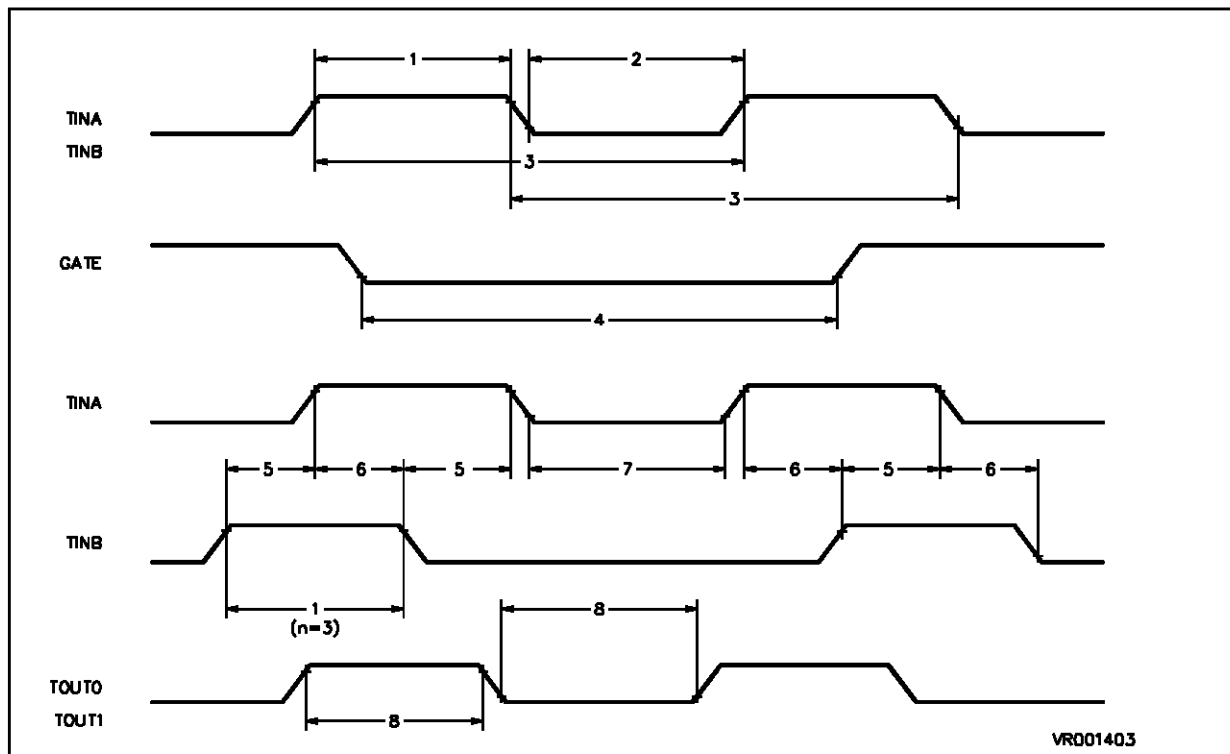 1 2
TINA
TINB
3
3
GATE
4
TINA
5 6 5 7 6 5 6
TINB
1
(n=3)
8
TOUT0
TOUT1
8
VR001403